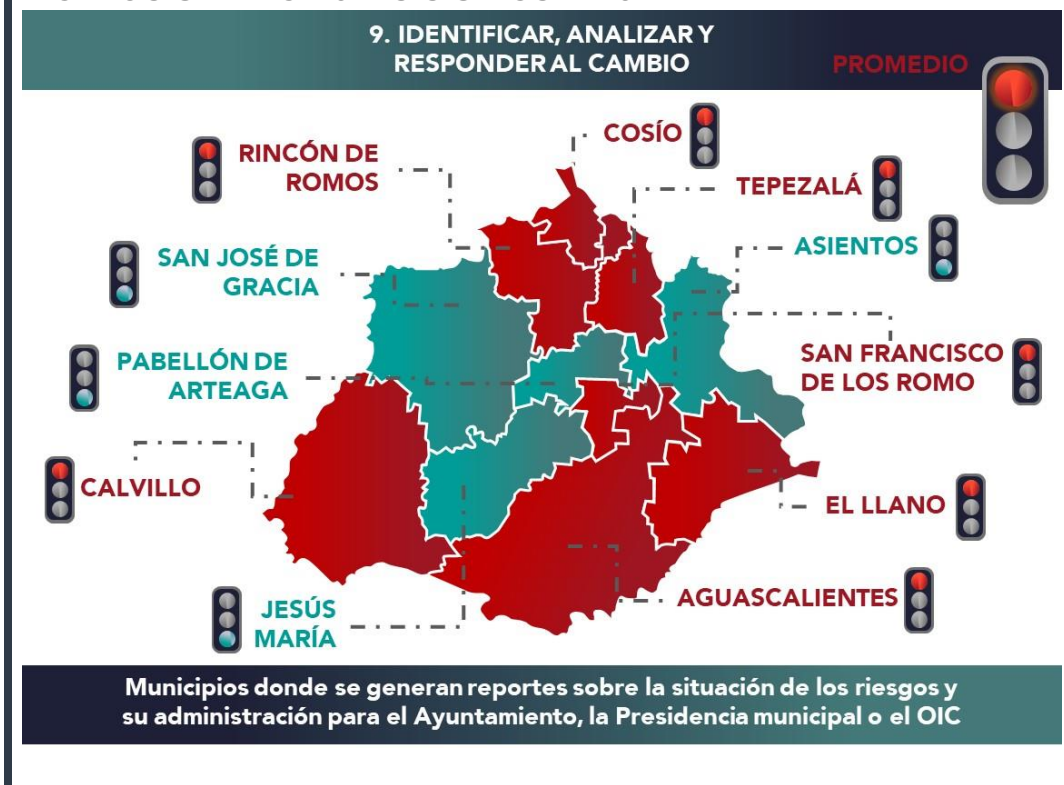 9. IDENTIFICAR, ANALIZAR Y
RESPONDER AL CAMBIO
PROMEDIO
COSÍO
RINCÓN DE
ROMOS
TEPEZALÁ
ASIENTOS
SAN JOSÉ DE
GRACIA
SAN FRANCISCO
DE LOS ROMO
PABELLÓN DE
ARTEAGA
CALVILLO
EL LLANO
AGUASCALIENTES
JESÚS
MARÍA
Municipios donde se generan reportes sobre la situación de los riesgos y
su administración para el Ayuntamiento, la Presidencia municipal o el OIC